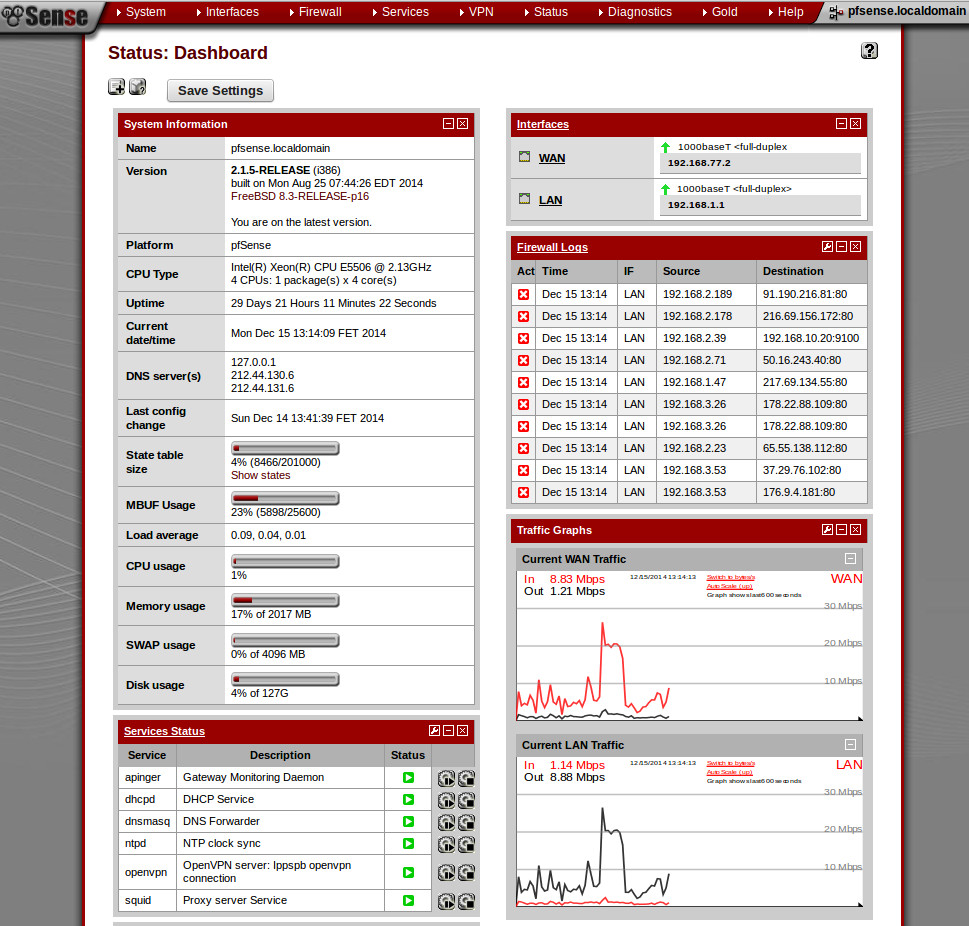 Sense
System Interfaces Firewall Services VPN Status Diagnostics Gold Help pfsense.localdomain
Status: Dashboard
Save Settings
System Information
Name pfsense.localdomain
Version 2.1.5-RELEASE (i386)
built on Mon Aug 25 07:44:26 EDT 2014
FreeBSD 8.3-RELEASE-p16
You are on the latest version.
Platform pfSense
CPU Type Intel(R) Xeon(R) CPU E5506 @ 2.13GHz
4 CPUs: 1 package(s) x 4 core(s)
Uptime 29 Days 21 Hours 11 Minutes 22 Seconds
Current
date/time Mon Dec 15 13:14:09 FET 2014
DNS server(s) 127.0.0.1
212.44.130.6
212.44.131.6
Last config
change Sun Dec 14 13:41:39 FET 2014
State table
size 4% (8466/201000)
Show states
MBUF Usage 23% (5898/25600)
Load average 0.09, 0.04, 0.01
CPU usage 1%
Memory usage 17% of 2017 MB
SWAP usage 0% of 4096 MB
Disk usage 4% of 127G
Services Status
Service Description Status
apinger Gateway Monitoring Daemon
dhcpd DHCP Service
dnsmasq DNS Forwarder
ntpd NTP clock sync
openvpn OpenVPN server: Ippspb openvpn
connection
squid Proxy server Service
Interfaces
WAN 1000baseT <full-duplex
192.168.77.2
LAN 1000baseT <full-duplex>
192.168.1.1
Firewall Logs
Act Time IF Source Destination
Dec 15 13:14 LAN 192.168.2.189 91.190.216.81:80
Dec 15 13:14 LAN 192.168.2.178 216.69.156.172:80
Dec 15 13:14 LAN 192.168.2.39 192.168.10.20:9100
Dec 15 13:14 LAN 192.168.2.71 50.16.243.40:80
Dec 15 13:14 LAN 192.168.1.47 217.69.134.55:80
Dec 15 13:14 LAN 192.168.3.26 178.22.88.109:80
Dec 15 13:14 LAN 192.168.3.26 178.22.88.109:80
Dec 15 13:14 LAN 192.168.2.23 65.55.138.112:80
Dec 15 13:14 LAN 192.168.3.53 37.29.76.102:80
Dec 15 13:14 LAN 192.168.3.53 176.9.4.181:80
Traffic Graphs
Current WAN Traffic
In 8.83 Mbps 12/15/2014 13:14:13 Switch to bytes/s WAN
Out 1.21 Mbps AutoScale (up)
Graph shows last 600 seconds
30 Mbps
20 Mbps
10 Mbps
Current LAN Traffic
In 1.14 Mbps 12/15/2014 13:14:13 Switch to bytes/s LAN
Out 8.88 Mbps AutoScale (up)
Graph shows last 600 seconds
30 Mbps
20 Mbps
10 Mbps